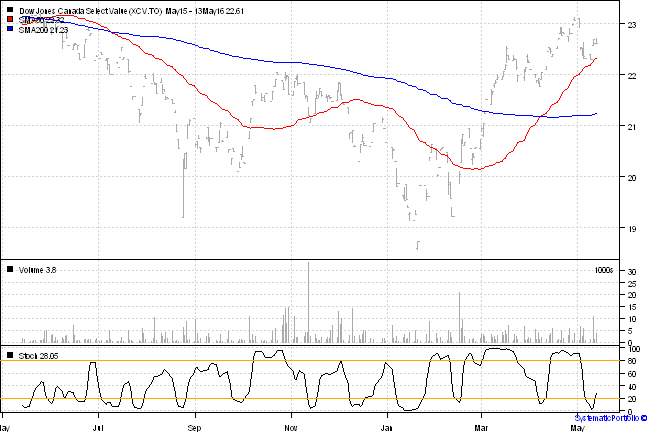 Dow Jones Canada Select Value (XCV.TO) May15 - 13May16 22.61
SMA200 21.23
23
22
21
20
19
Volume 3.8
1000s
30
25
20
15
10
5
0
Stoch 28.05
100
80
60
40
20
0
Jul
Sep
Nov
Jan
Mar
May
SystematicPortfolio ©